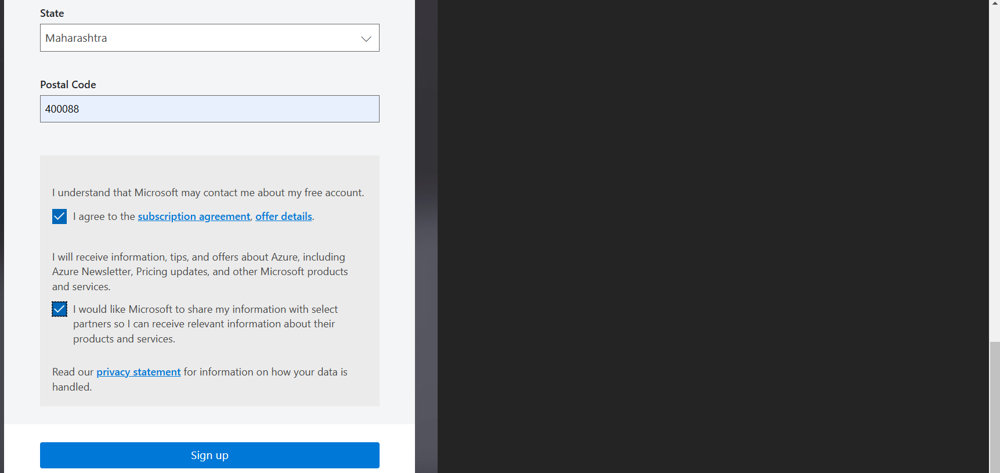 State
Maharashtra
Postal Code
400088
I understand that Microsoft may contact me about my free account.
I agree to the subscription agreement, offer details.
I will receive information, tips, and offers about Azure, including
Azure Newsletter, Pricing updates, and other Microsoft products
and services.
I would like Microsoft to share my information with select
partners so I can receive relevant information about their
products and services.
Read our privacy statement for information on how your data is
handled.
Sign up